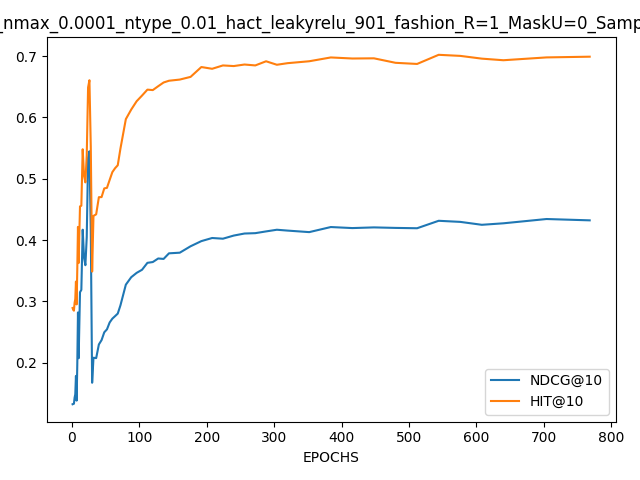 _nmax_0.0001_ntype_0.01_hact_leakyrelu_901_fashion_R=1_MaskU=0_Samp
0.7
0.6
0.5
0.4
0.3
0.2
NDCG@10
HIT@10
0 100 200 300 400 500 600 700 800
EPOCHS